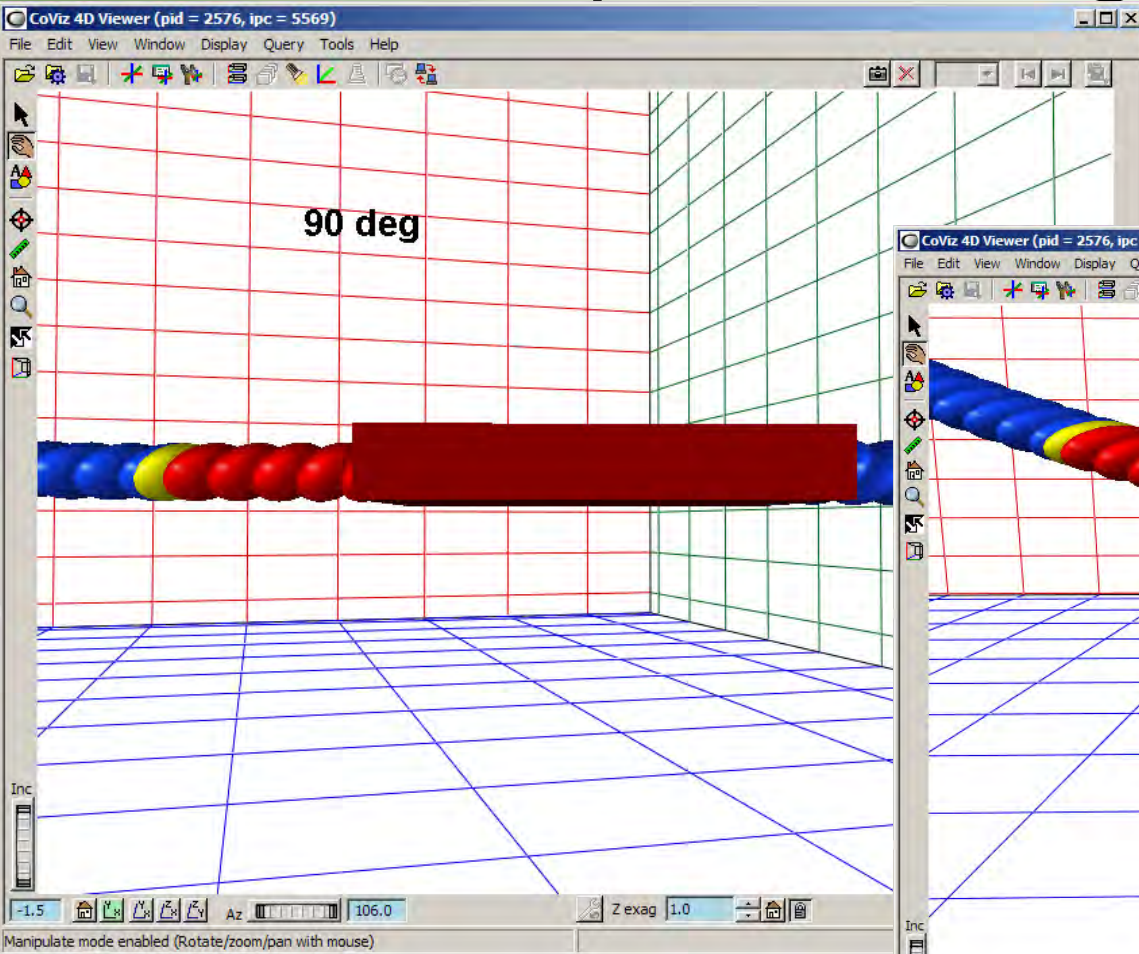 CoViz 4D Viewer (pid = 2576, ipc = 5569)
File Edit View Window Display Query Tools Help
90 deg
CoViz 4D Viewer (pid = 2576, ipc
File Edit View Window Display Q
Inc
-1.5 Az 106.0 Z exag 1.0
Manipulate mode enabled (Rotate/zoom/pan with mouse)
Inc